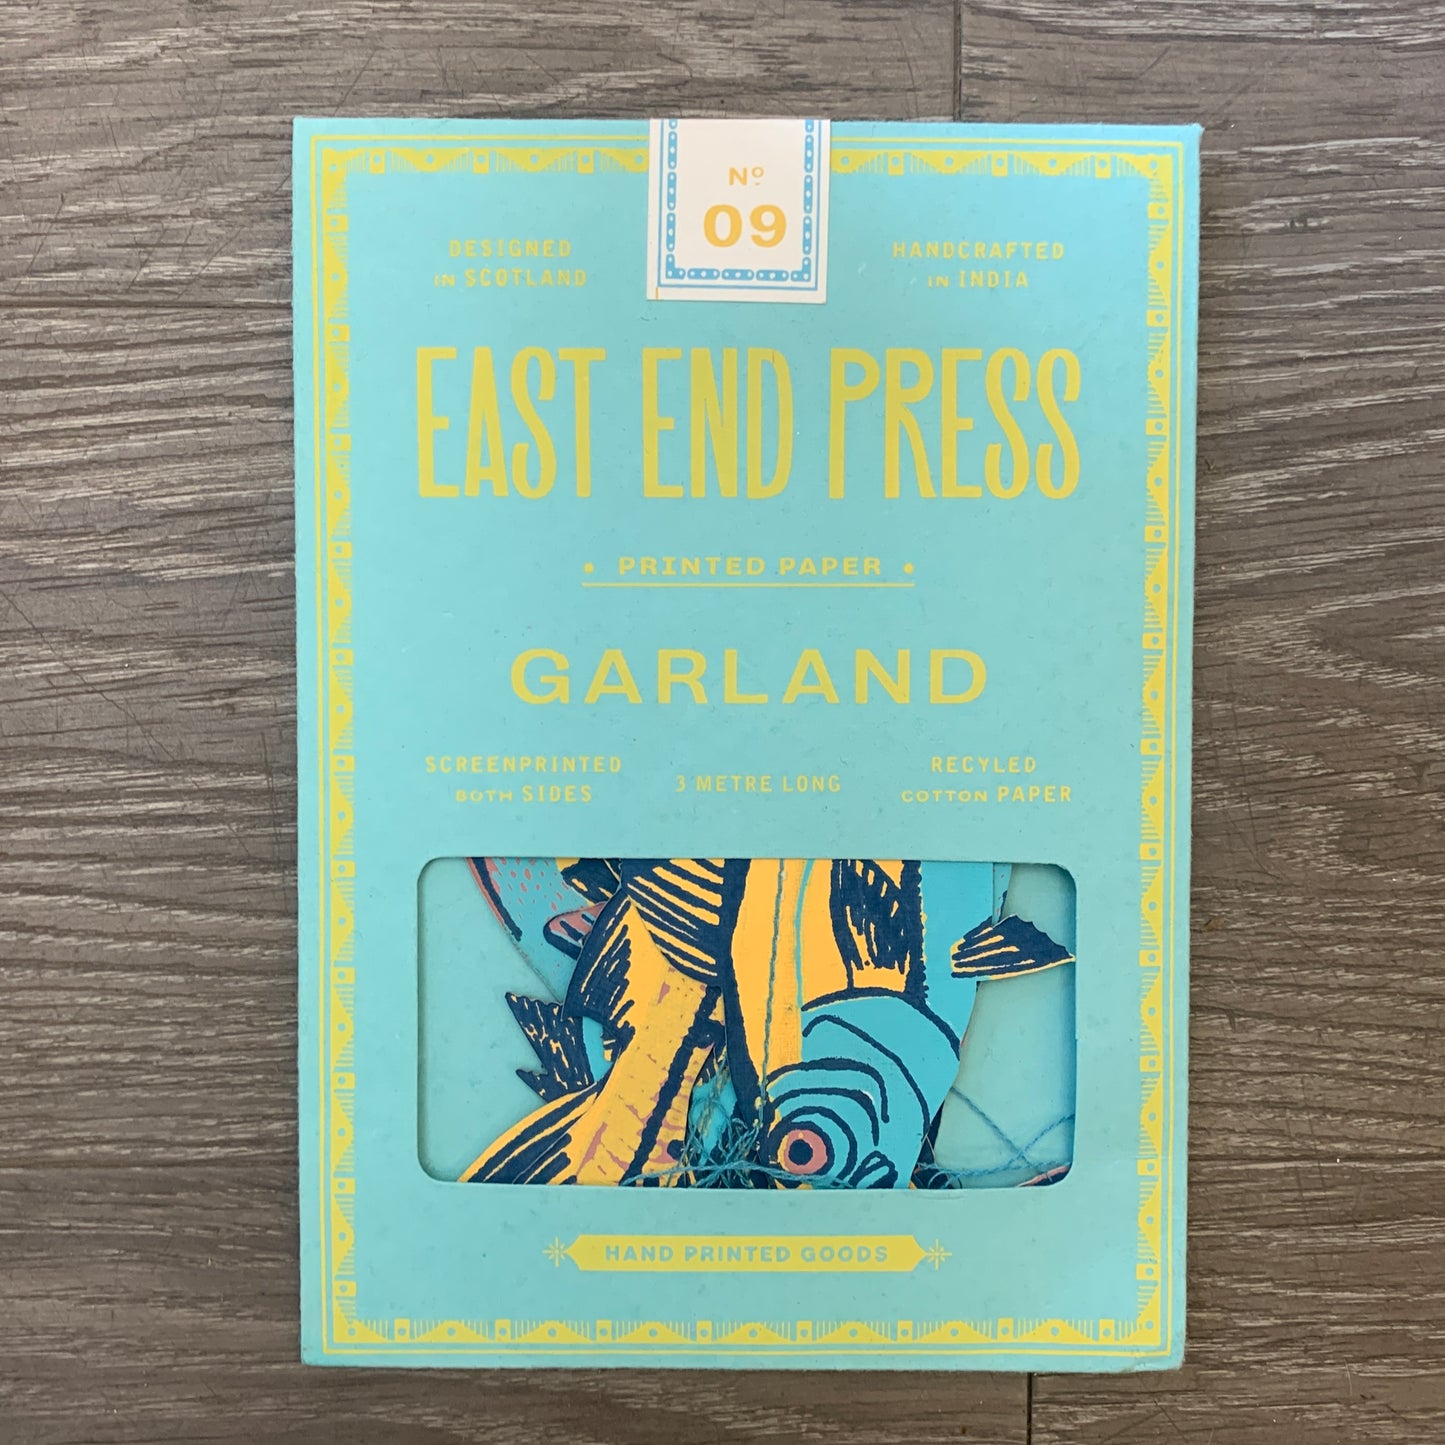 Nº
09
DESIGNED
IN SCOTLAND
HANDCRAFTED
IN INDIA
EAST END PRESS
• PRINTED PAPER •
GARLAND
SCREENPRINTED
BOTH SIDES
3 METRE LONG
RECYLED
COTTON PAPER
HAND PRINTED GOODS